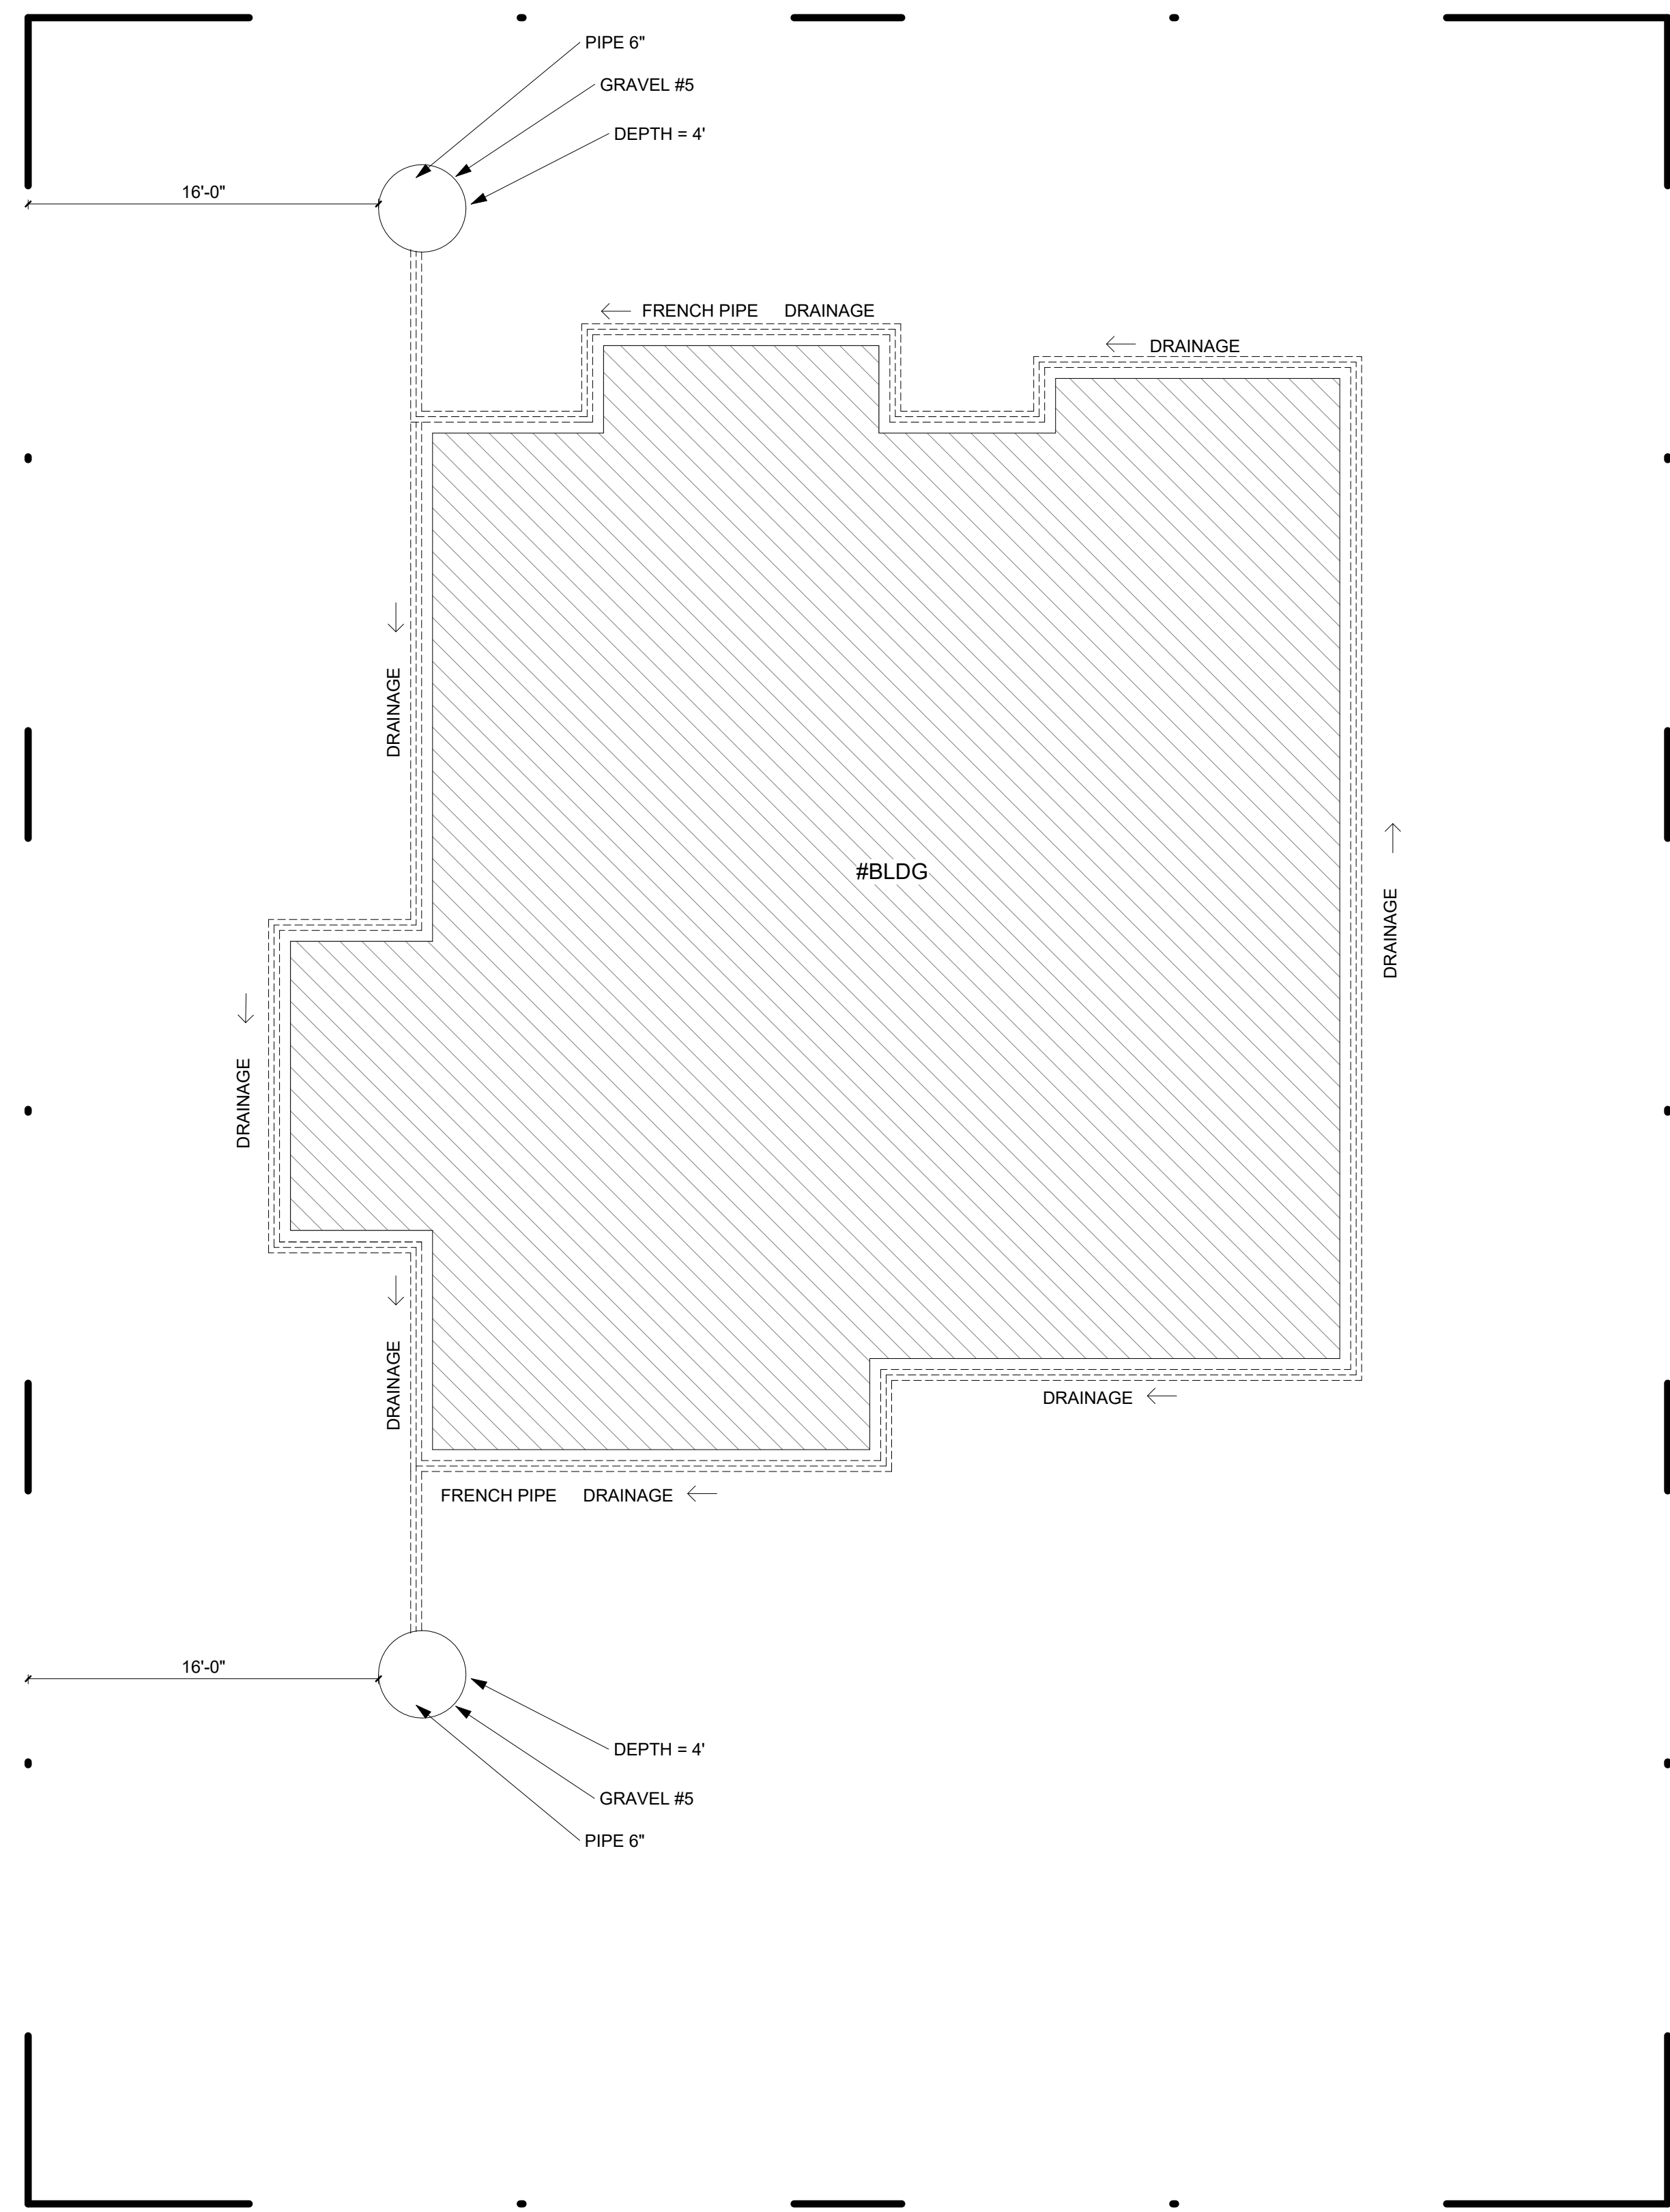 PIPE 6"
GRAVEL #5
DEPTH = 4'
16'-0"
FRENCH PIPE DRAINAGE
DRAINAGE
DRAINAGE
#BLDG
DRAINAGE
DRAINAGE
DRAINAGE
DRAINAGE
FRENCH PIPE DRAINAGE
16'-0"
DEPTH = 4'
GRAVEL #5
PIPE 6"